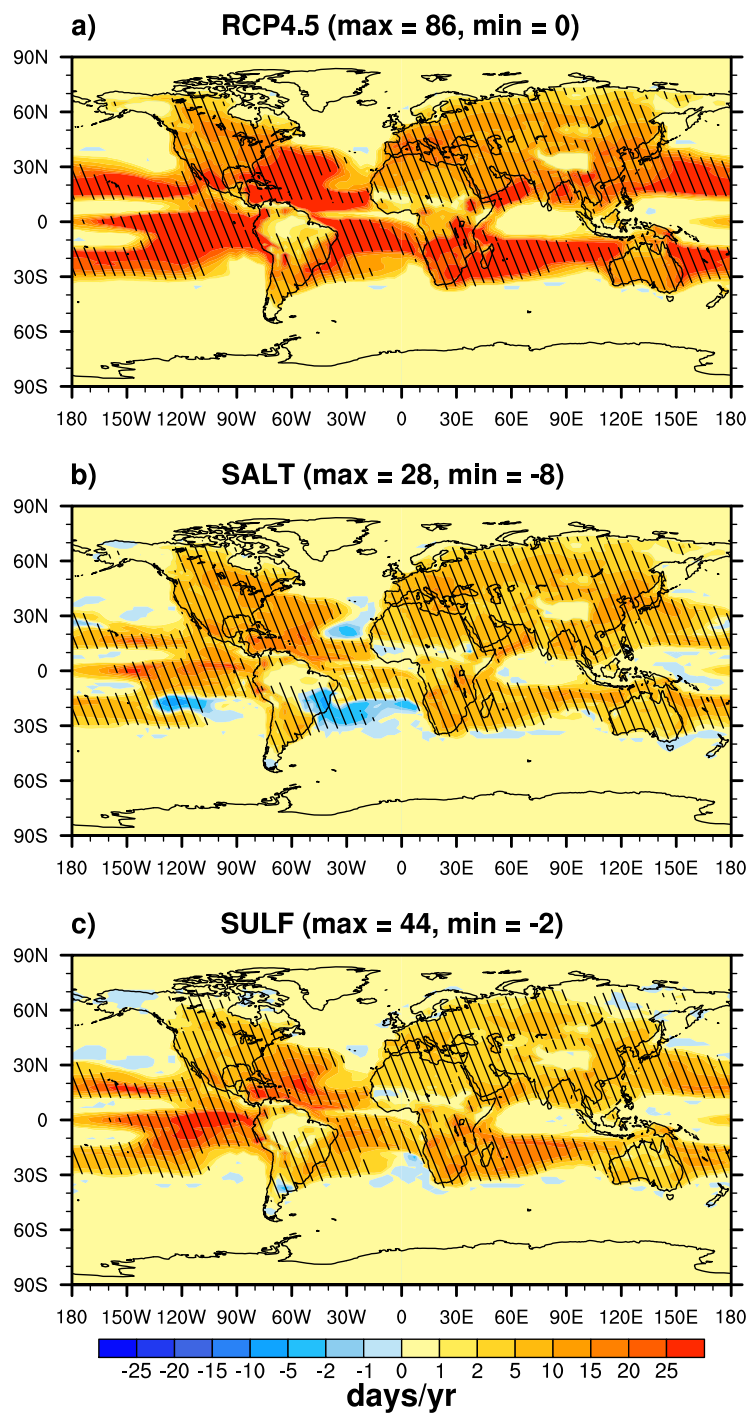 a) RCP4.5 (max = 86, min = 0)
90N
60N
30N
0
30S
60S
90S
180 150W 120W 90W 60W 30W 0 30E 60E 90E 120E 150E 180
b) SALT (max = 28, min = -8)
90N
60N
30N
0
30S
60S
90S
180 150W 120W 90W 60W 30W 0 30E 60E 90E 120E 150E 180
c) SULF (max = 44, min = -2)
90N
60N
30N
0
30S
60S
90S
180 150W 120W 90W 60W 30W 0 30E 60E 90E 120E 150E 180
-25 -20 -15 -10 -5 -2 -1 0 1 2 5 10 15 20 25
days/yr